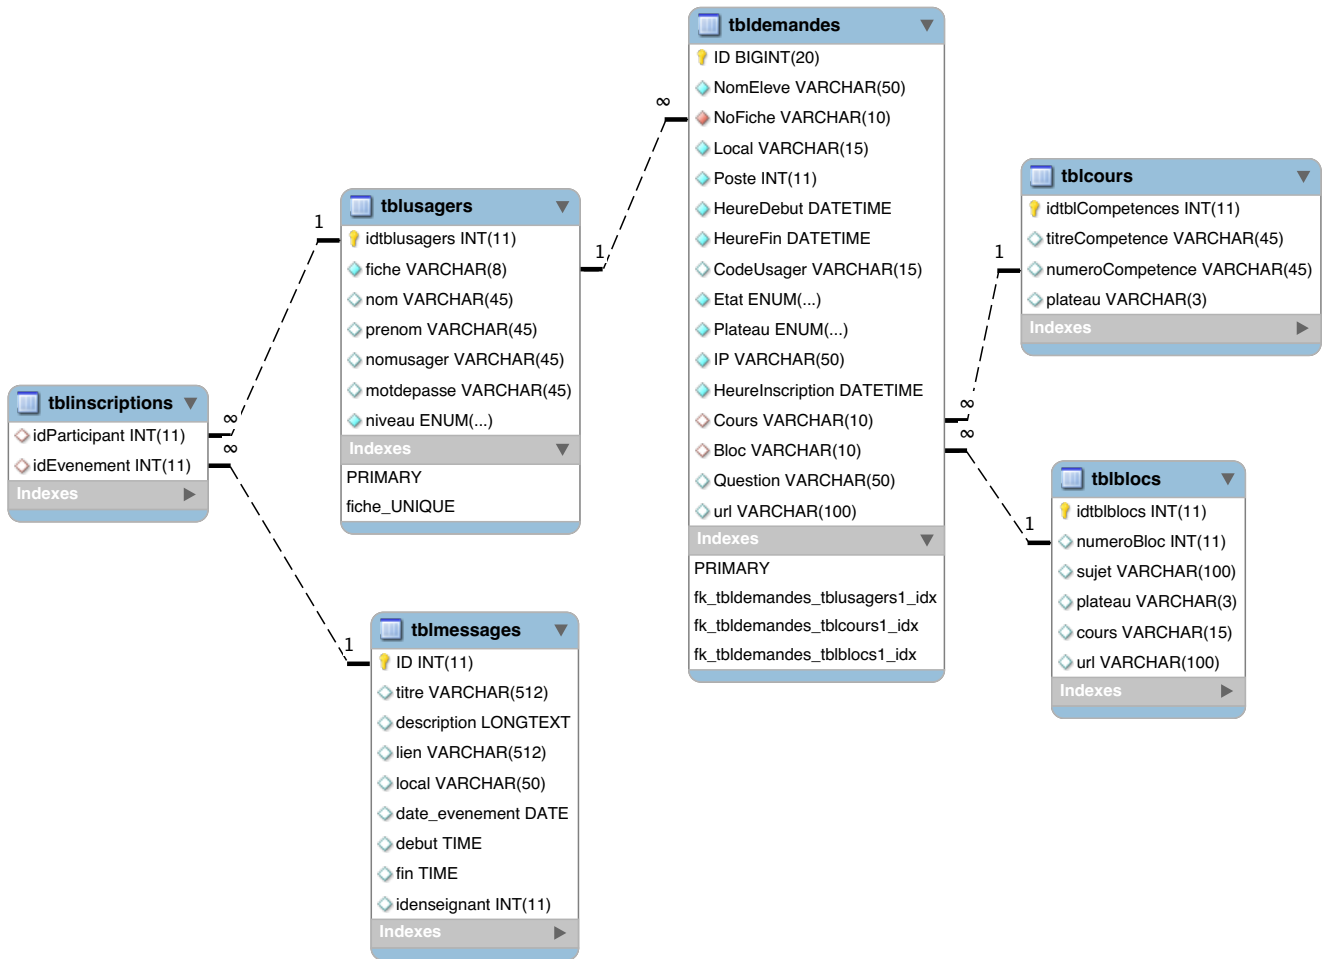 tbldemandes
ID BIGINT(20)
NomEleve VARCHAR(50)
NoFiche VARCHAR(10)
Local VARCHAR(15)
Poste INT(11)
HeureDebut DATETIME
HeureFin DATETIME
CodeUsager VARCHAR(15)
Etat ENUM(...)
Plateau ENUM(...)
IP VARCHAR(50)
HeureInscription DATETIME
Cours VARCHAR(10)
Bloc VARCHAR(10)
Question VARCHAR(50)
url VARCHAR(100)
Indexes
PRIMARY
fk_tbldemandes_tblusagers1_idx
fk_tbldemandes_tblcours1_idx
fk_tbldemandes_tblblocs1_idx
∞
1
tblusagers
idtblusagers INT(11)
fiche VARCHAR(8)
nom VARCHAR(45)
prenom VARCHAR(45)
nomusager VARCHAR(45)
motdepasse VARCHAR(45)
niveau ENUM(...)
Indexes
PRIMARY
fiche_UNIQUE
1
∞
∞
1
tblinscriptions
idParticipant INT(11)
idEvenement INT(11)
Indexes
tblmessages
ID INT(11)
titre VARCHAR(512)
description LONGTEXT
lien VARCHAR(512)
local VARCHAR(50)
date_evenement DATE
debut TIME
fin TIME
idenseignant INT(11)
Indexes
tblcours
idtblCompetences INT(11)
titreCompetence VARCHAR(45)
numeroCompetence VARCHAR(45)
plateau VARCHAR(3)
Indexes
1
∞
∞
1
tblblocs
idtblblocs INT(11)
numeroBloc INT(11)
sujet VARCHAR(100)
plateau VARCHAR(3)
cours VARCHAR(15)
url VARCHAR(100)
Indexes